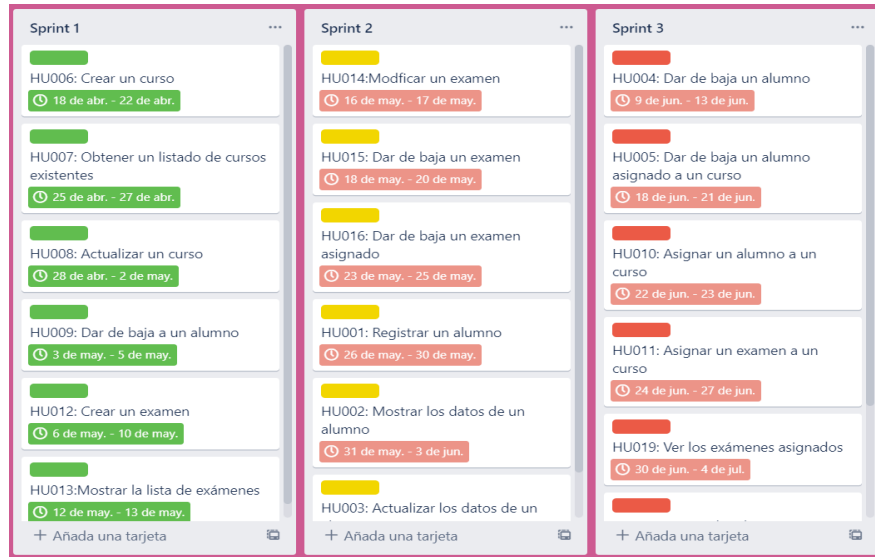 Sprint 1
HU006: Crear un curso
18 de abr. - 22 de abr.
HU007: Obtener un listado de cursos
existentes
25 de abr. - 27 de abr.
HU008: Actualizar un curso
28 de abr. - 2 de may.
HU009: Dar de baja a un alumno
3 de may. - 5 de may.
HU012: Crear un examen
6 de may. - 10 de may.
HU013:Mostrar la lista de exámenes
12 de may. - 13 de may.
+ Añada una tarjeta
Sprint 2
HU014:Modficar un examen
16 de may. - 17 de may.
HU015: Dar de baja un examen
18 de may. - 20 de may.
HU016: Dar de baja un examen
asignado
23 de may. - 25 de may.
HU001: Registrar un alumno
26 de may. - 30 de may.
HU002: Mostrar los datos de un
alumno
31 de may. - 3 de jun.
HU003: Actualizar los datos de un
+ Añada una tarjeta
Sprint 3
HU004: Dar de baja un alumno
9 de jun. - 13 de jun.
HU005: Dar de baja un alumno
asignado a un curso
18 de jun. - 21 de jun.
HU010: Asignar un alumno a un
curso
22 de jun. - 23 de jun.
HU011: Asignar un examen a un
curso
24 de jun. - 27 de jun.
HU019: Ver los exámenes asignados
30 de jun. - 4 de jul.
+ Añada una tarjeta